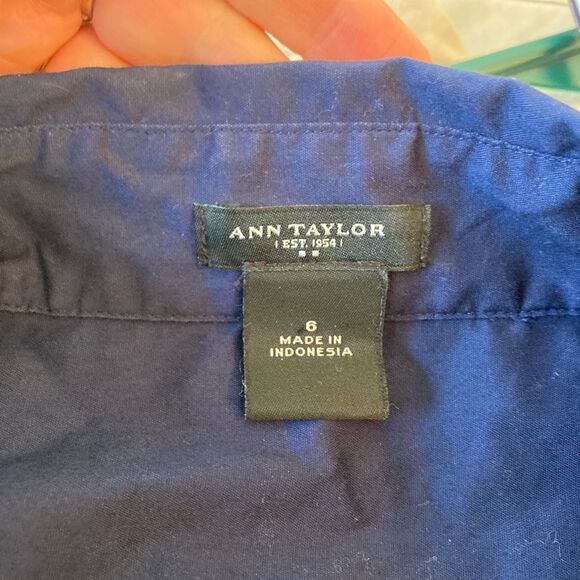 ANN TAYLOR
| EST. 1954 |
6
MADE IN
INDONESIA